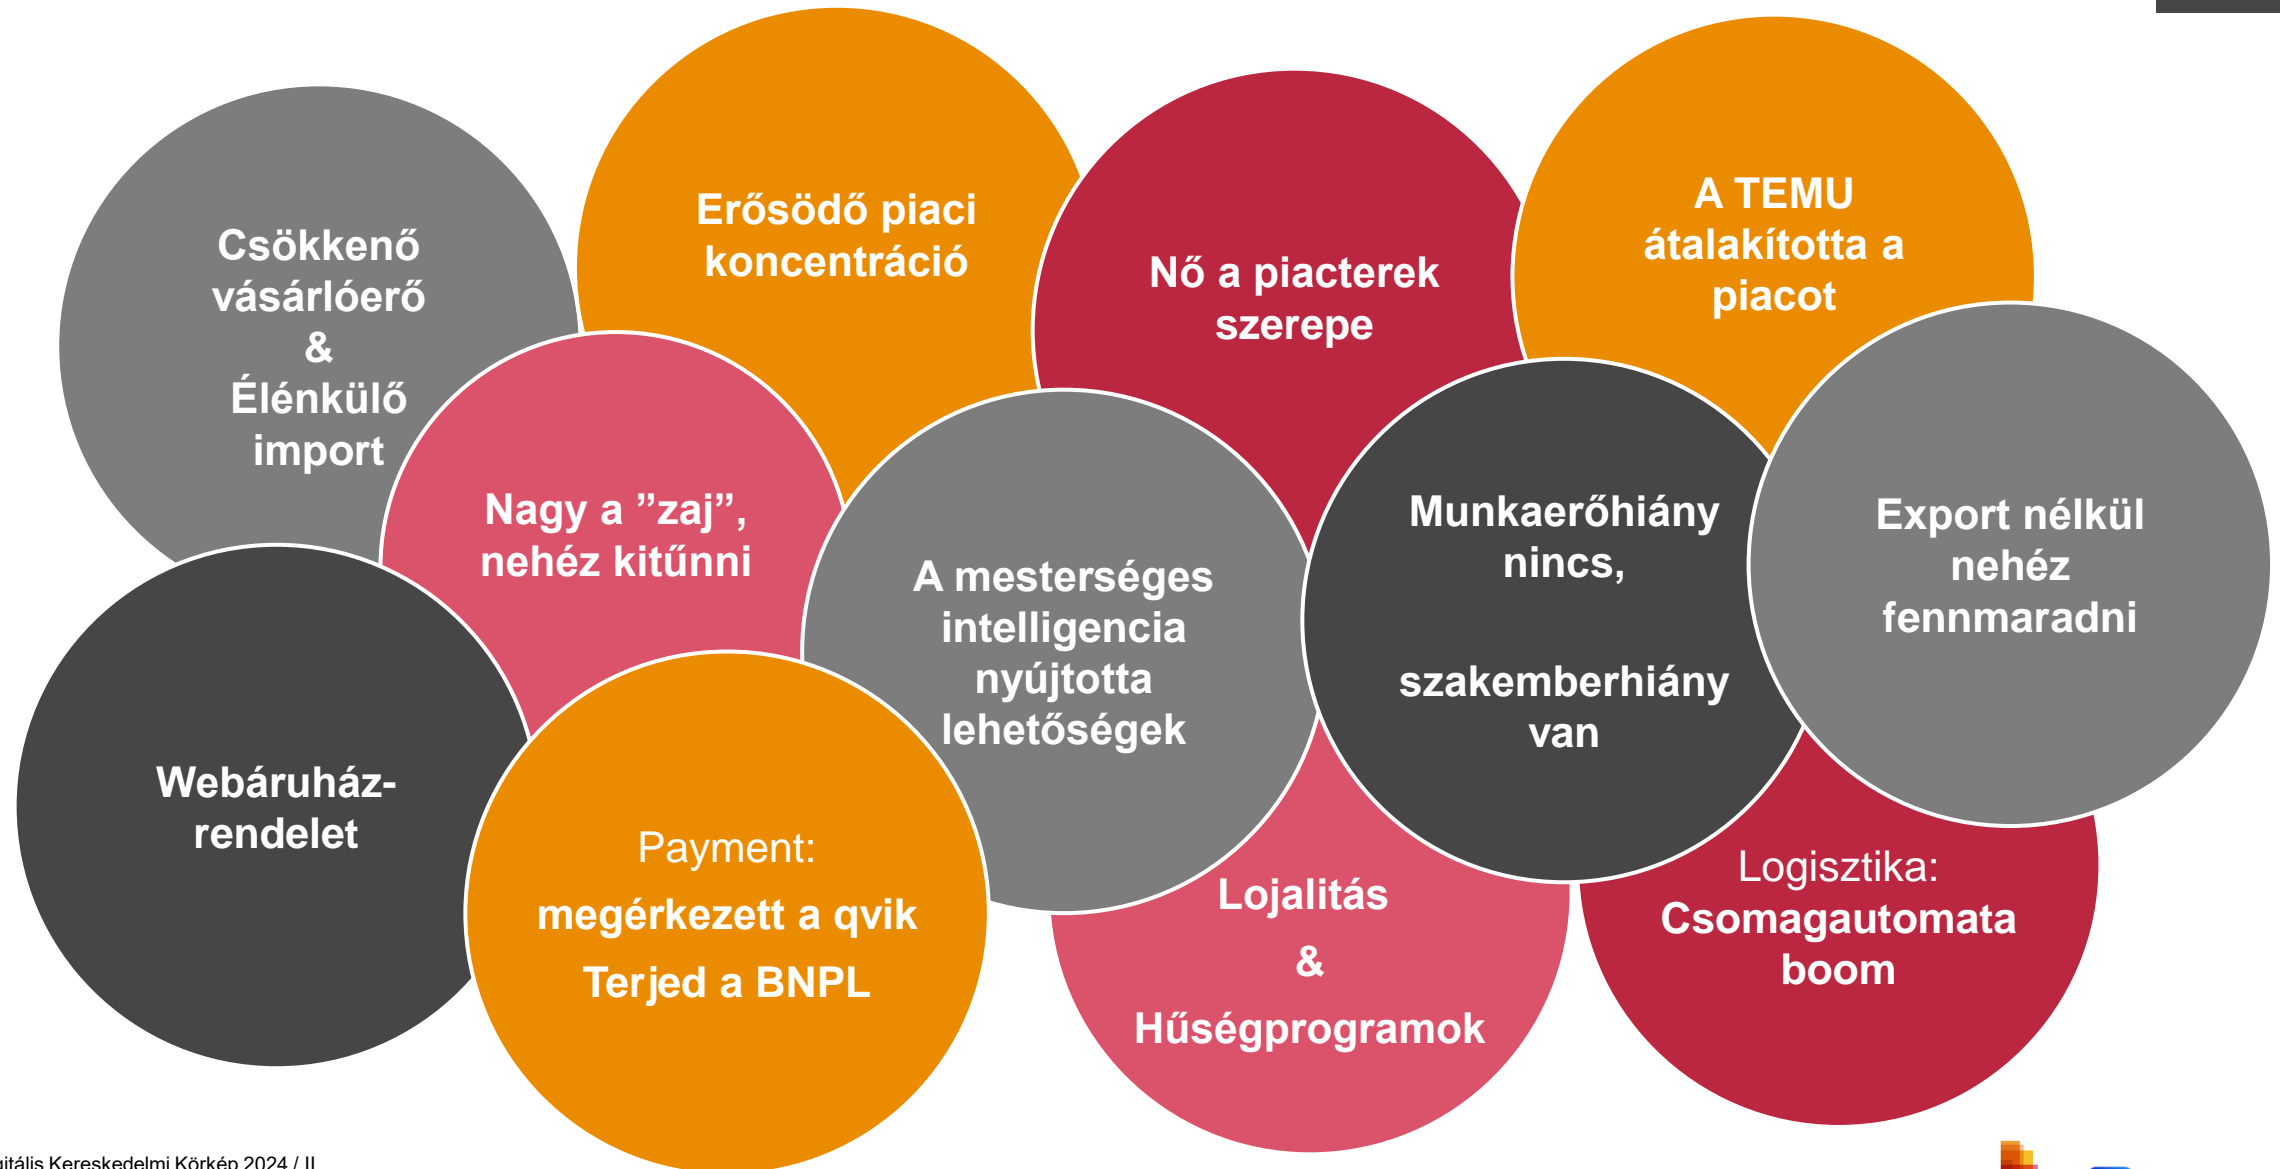 Csökkenő
vásárlóerő
&
Élénkülő
import
Erősödő piaci
koncentráció
Nő a piacterek
szerepe
A TEMU
átalakította a
piacot
Nagy a ”zaj”,
nehéz kitűnni
A mesterséges
intelligencia
nyújtotta
lehetőségek
Munkaerőhiány
nincs,
szakemberhiány
van
Export nélkül
nehéz
fennmaradni
Webáruház-
rendelet
Payment:
megérkezett a qvik
Terjed a BNPL
Lojalitás
&
Hűségprogramok
Logisztika:
Csomagautomata
boom
Kereskedelmi Körkép 2024 / II